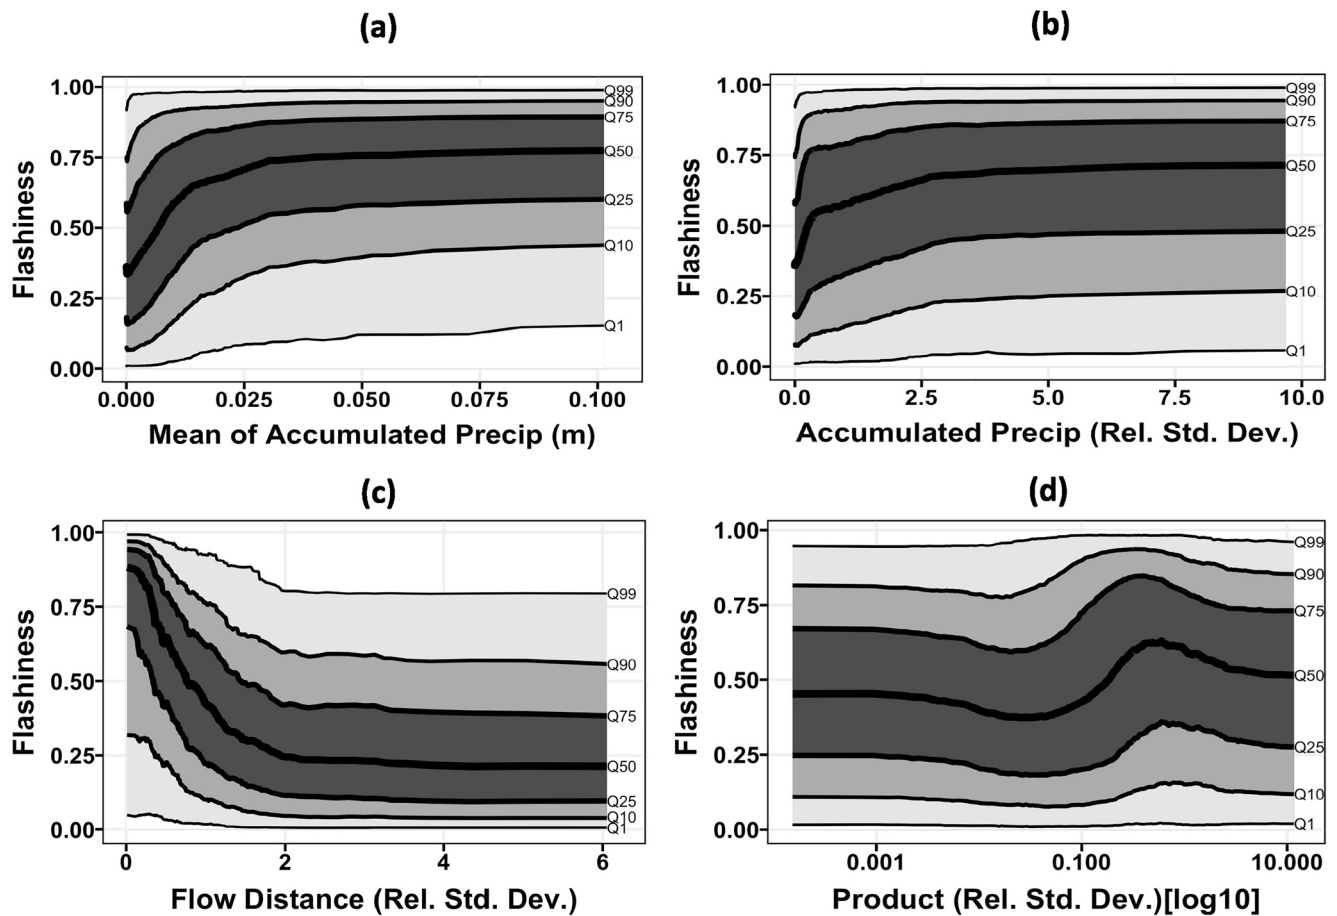 (a)
Flashiness
1.00
0.75
0.50
0.25
0.00
Q99
Q90
Q75
Q50
Q25
Q10
Q1
0.000 0.025 0.050 0.075 0.100
Mean of Accumulated Precip (m)
(b)
Flashiness
1.00
0.75
0.50
0.25
0.00
Q99
Q90
Q75
Q50
Q25
Q10
Q1
0.0 2.5 5.0 7.5 10.0
Accumulated Precip (Rel. Std. Dev.)
(c)
Flashiness
1.00
0.75
0.50
0.25
0.00
Q99
Q90
Q75
Q50
Q25
Q10
Q1
0 2 4 6
Flow Distance (Rel. Std. Dev.)
(d)
Flashiness
1.00
0.75
0.50
0.25
0.00
Q99
Q90
Q75
Q50
Q25
Q10
Q1
0.001 0.100 10.000
Product (Rel. Std. Dev.)[log10]